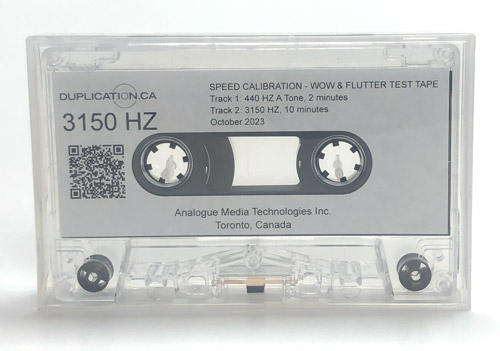 DUPLICATION.CA
3150 HZ
SPEED CALIBRATION - WOW & FLUTTER TEST TAPE
Track 1: 440 HZ A Tone, 2 minutes
Track 2: 3150 HZ, 10 minutes
October 2023
Analogue Media Technologies Inc.
Toronto, Canada